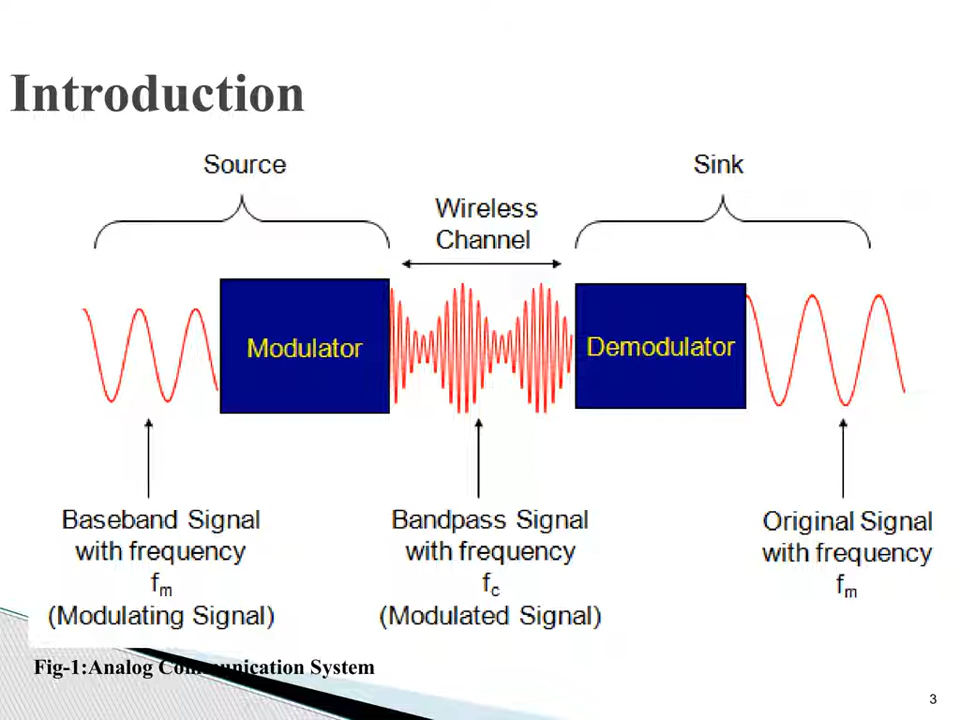 Introduction
Source
Sink
Wireless
Channel
Modulator
Demodulator
Baseband Signal
with frequency
fm
(Modulating Signal)
Bandpass Signal
with frequency
fc
(Modulated Signal)
Original Signal
with frequency
fm
Fig-1:Analog Communication System
3